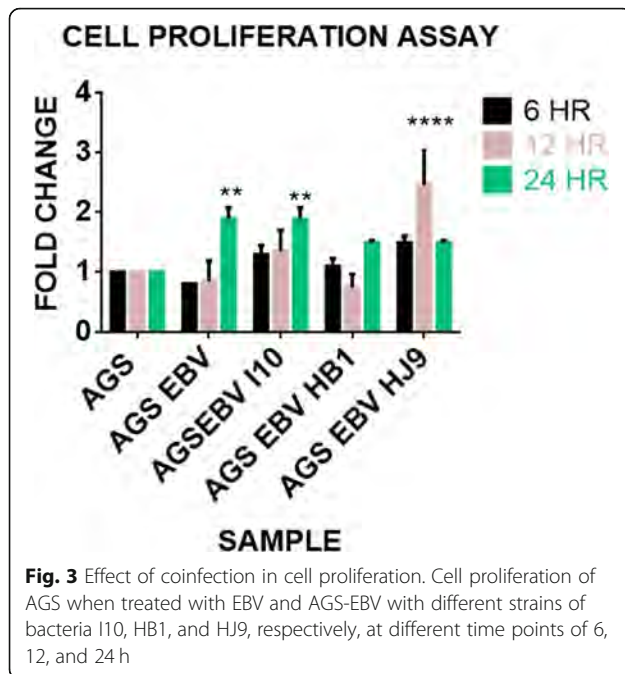 CELL PROLIFERATION ASSAY
4
3
2
1
0
FOLD CHANGE
**
**
****
6 HR
12 HR
24 HR
AGS
AGS EBV
AGSEBV I10
AGS EBV HB1
AGS EBV HJ9
SAMPLE
Fig. 3 Effect of coinfection in cell proliferation. Cell proliferation of
AGS when treated with EBV and AGS-EBV with different strains of
bacteria I10, HB1, and HJ9, respectively, at different time points of 6,
12, and 24 h